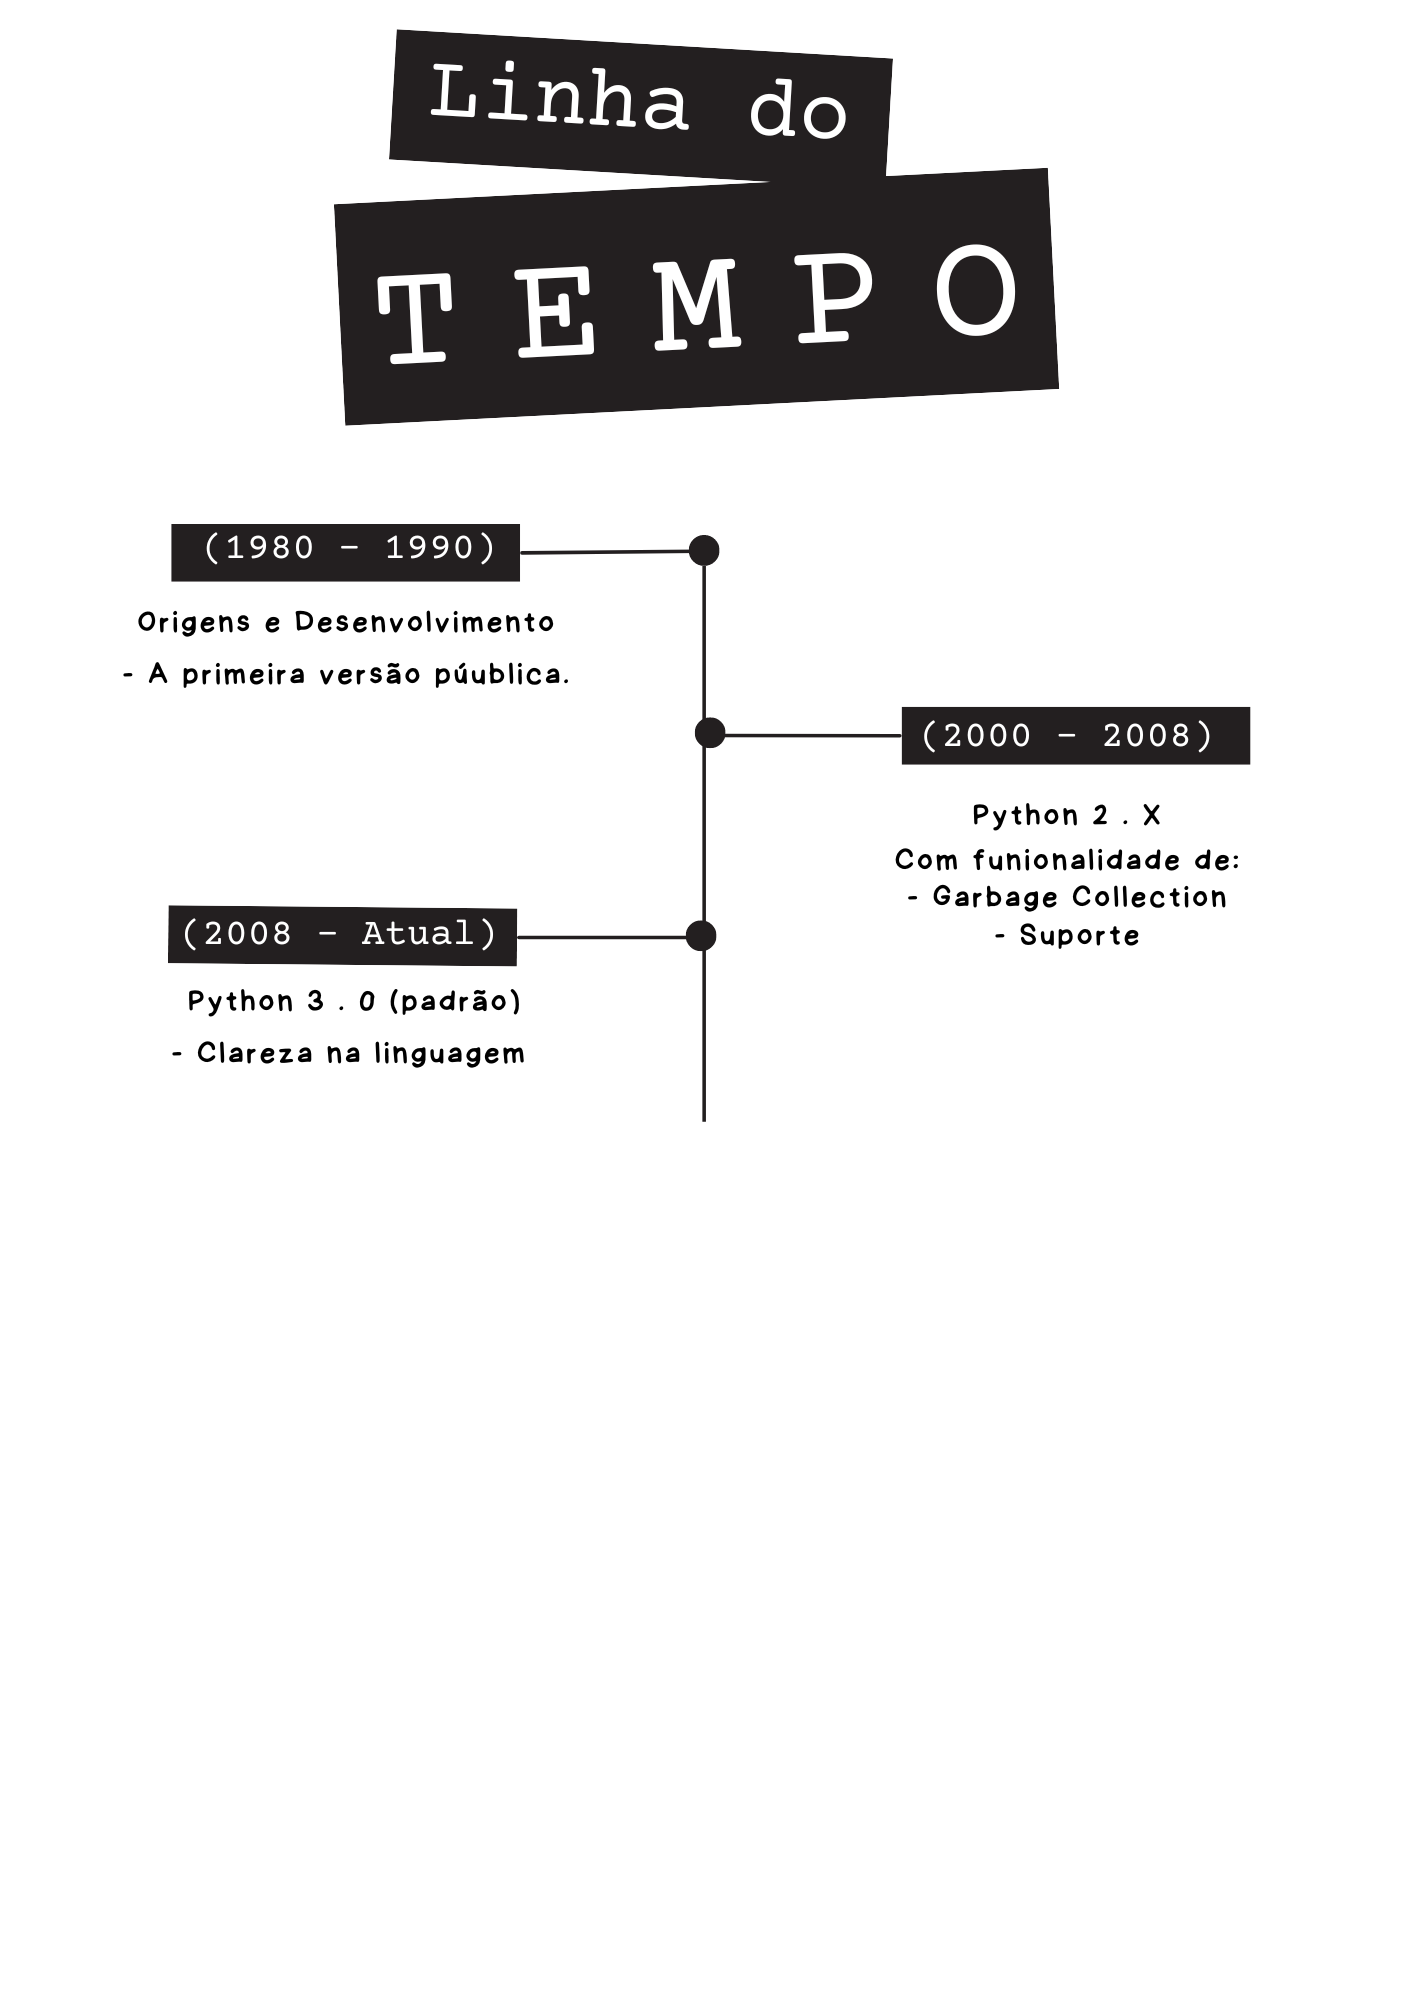 Linha do
TEMPO
(1980 - 1990)
Origens e Desenvolvimento
- A primeira versão púublica.
(2000 - 2008)
Python 2 . X
Com funionalidade de:
- Garbage Collection
- Suporte
(2008 - Atual)
Python 3 . 0 (padrão)
- Clareza na linguagem